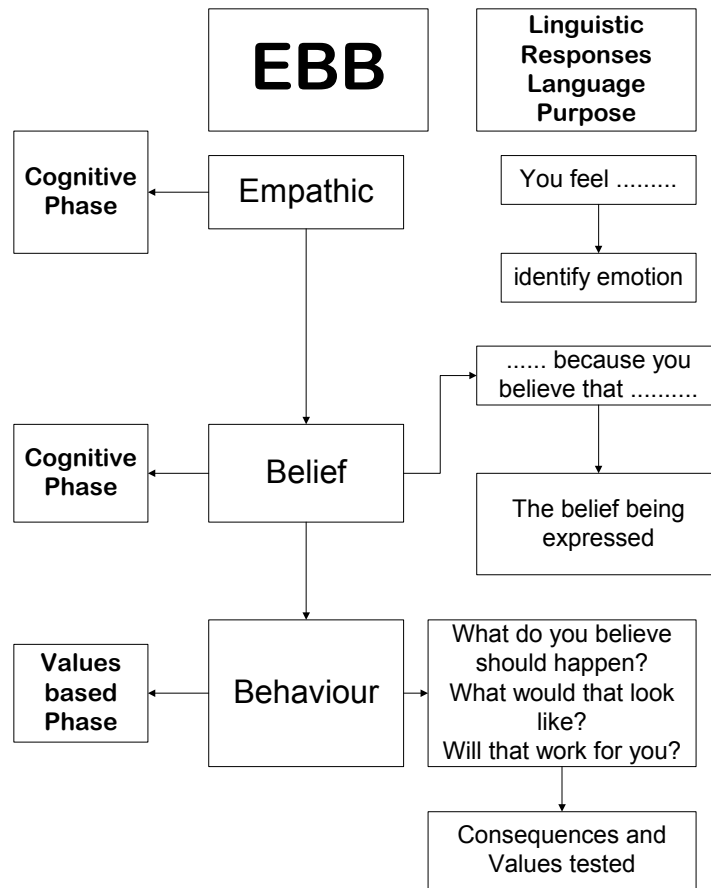 EBB
Linguistic
Responses
Language
Purpose
Cognitive
Phase
Empathic
You feel .........
identify emotion
...... because you
believe that ..........
Cognitive
Phase
Belief
The belief being
expressed
Values
based
Phase
Behaviour
What do you believe
should happen?
What would that look
like?
Will that work for you?
Consequences and
Values tested